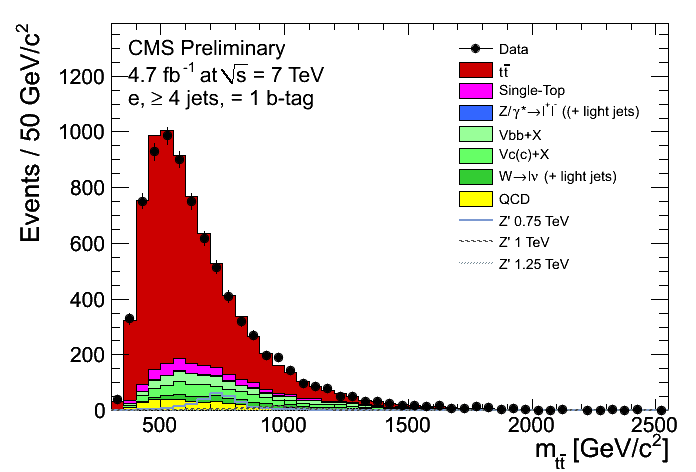 CMS Preliminary
4.7 fb⁻¹ at √s = 7 TeV
e, ≥ 4 jets, = 1 b-tag
Data
tt̄
Single-Top
Z/γ*→l⁺l⁻ ((+ light jets)
Vbb+X
Vc(c)+X
W→lν (+ light jets)
QCD
Z' 0.75 TeV
Z' 1 TeV
Z' 1.25 TeV
Events / 50 GeV/c²
1200
1000
800
600
400
200
0
500 1000 1500 2000 2500
m_tt̄ [GeV/c²]